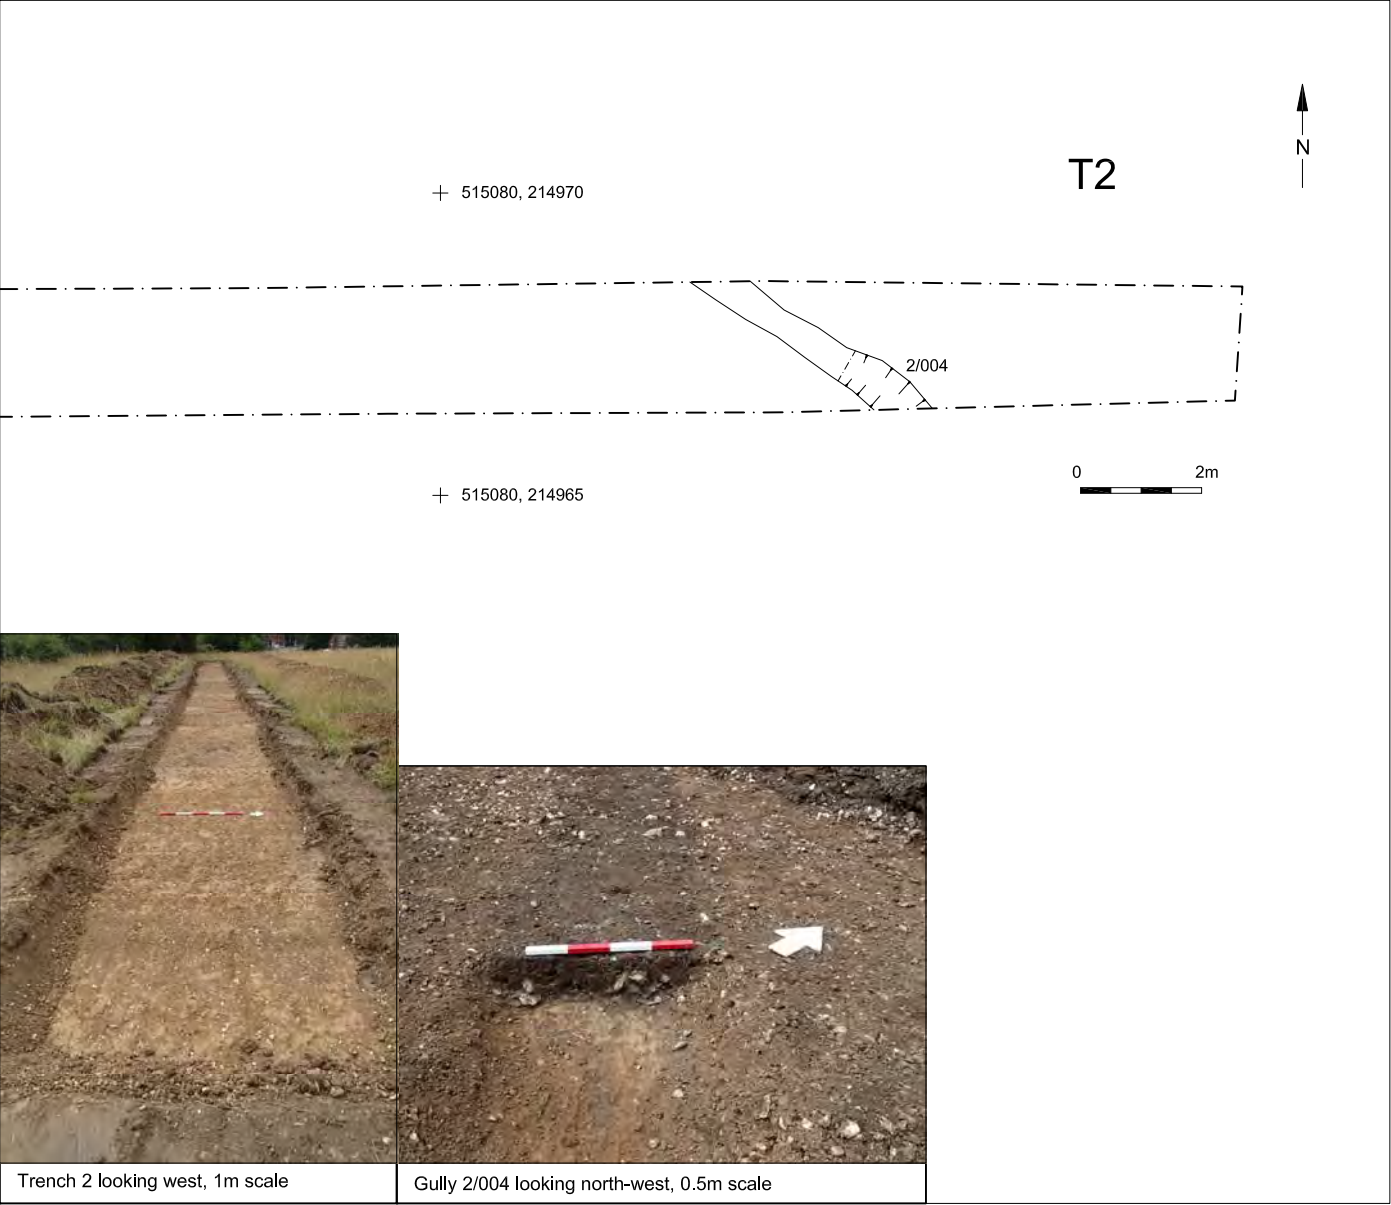 T2
N
515080, 214970
2/004
0 2m
515080, 214965
Trench 2 looking west, 1m scale
Gully 2/004 looking north-west, 0.5m scale